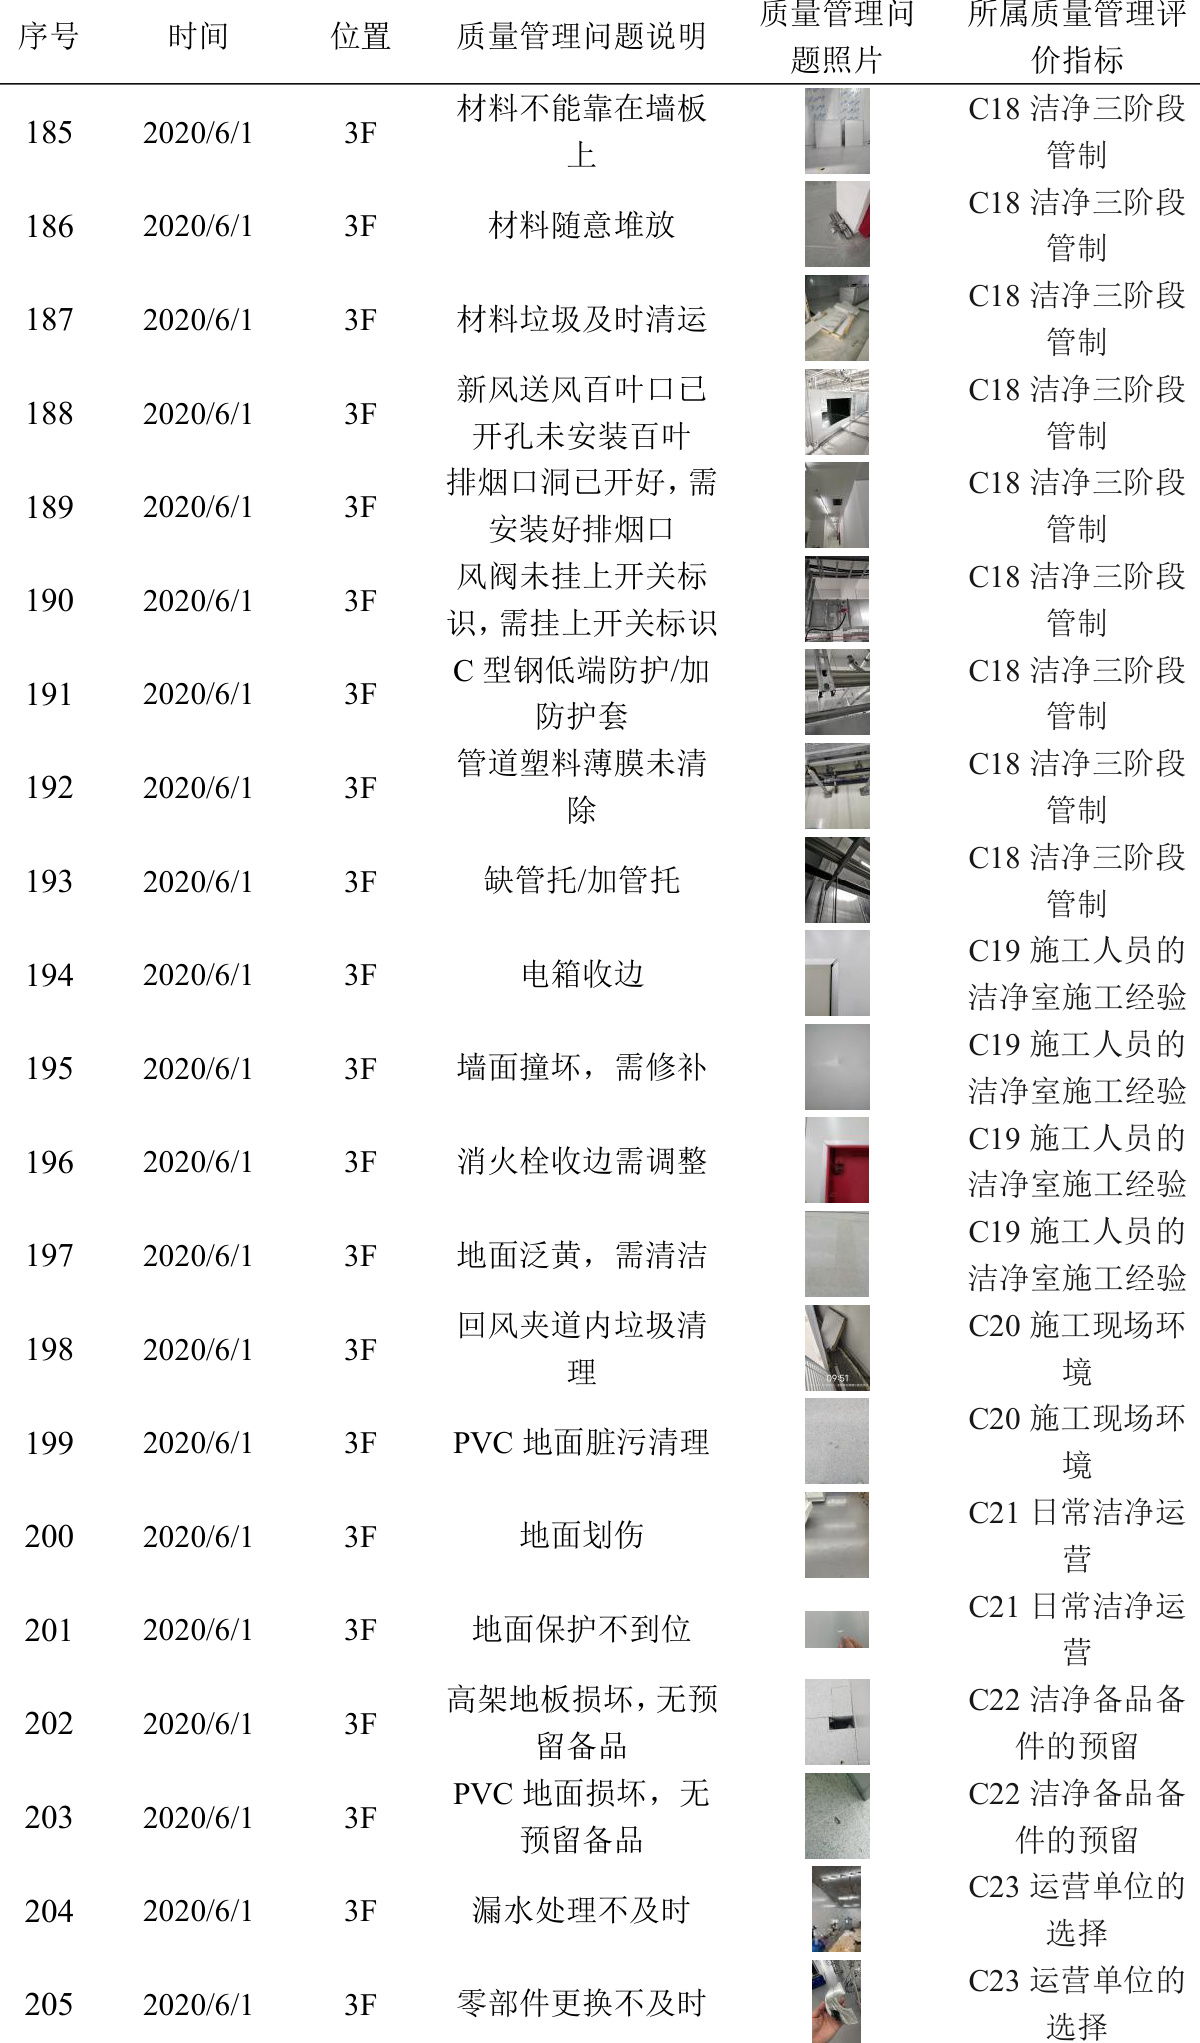 序号 时间 位置 质量管理问题说明 质量管理问题照片 所属质量管理评价指标
185 2020/6/1 3F 材料不能靠在墙板上 C18 洁净三阶段管制
186 2020/6/1 3F 材料随意堆放 C18 洁净三阶段管制
187 2020/6/1 3F 材料垃圾及时清运 C18 洁净三阶段管制
188 2020/6/1 3F 新风送风百叶口已开孔未安装百叶 C18 洁净三阶段管制
189 2020/6/1 3F 排烟口洞已开好，需安装好排烟口 C18 洁净三阶段管制
190 2020/6/1 3F 风阀未挂上开关标识，需挂上开关标识 C18 洁净三阶段管制
191 2020/6/1 3F C 型钢低端防护/加防护套 C18 洁净三阶段管制
192 2020/6/1 3F 管道塑料薄膜未清除 C18 洁净三阶段管制
193 2020/6/1 3F 缺管托/加管托 C18 洁净三阶段管制
194 2020/6/1 3F 电箱收边 C19 施工人员的洁净室施工经验
195 2020/6/1 3F 墙面撞坏，需修补 C19 施工人员的洁净室施工经验
196 2020/6/1 3F 消火栓收边需调整 C19 施工人员的洁净室施工经验
197 2020/6/1 3F 地面泛黄，需清洁 C19 施工人员的洁净室施工经验
198 2020/6/1 3F 回风夹道内垃圾清理 09:51 C20 施工现场环境
199 2020/6/1 3F PVC 地面脏污清理 C20 施工现场环境
200 2020/6/1 3F 地面划伤 C21 日常洁净运营
201 2020/6/1 3F 地面保护不到位 C21 日常洁净运营
202 2020/6/1 3F 高架地板损坏，无预留备品 C22 洁净备品备件的预留
203 2020/6/1 3F PVC 地面损坏，无预留备品 C22 洁净备品备件的预留
204 2020/6/1 3F 漏水处理不及时 C23 运营单位的选择
205 2020/6/1 3F 零部件更换不及时 C23 运营单位的选择